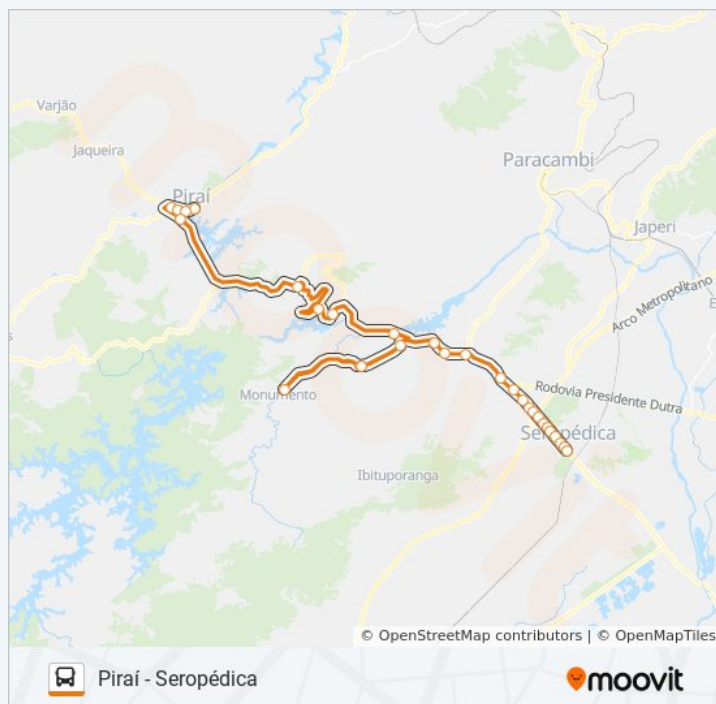 Varjão
Jaqueira
Piraí
Paracambi
Japeri
Arco Metropolitano
E
Rodovia Presidente Dutra
Monumento
Seropédica
Ibituporanga
© OpenStreetMap contributors | © OpenMapTiles
Piraí - Seropédica
moovit